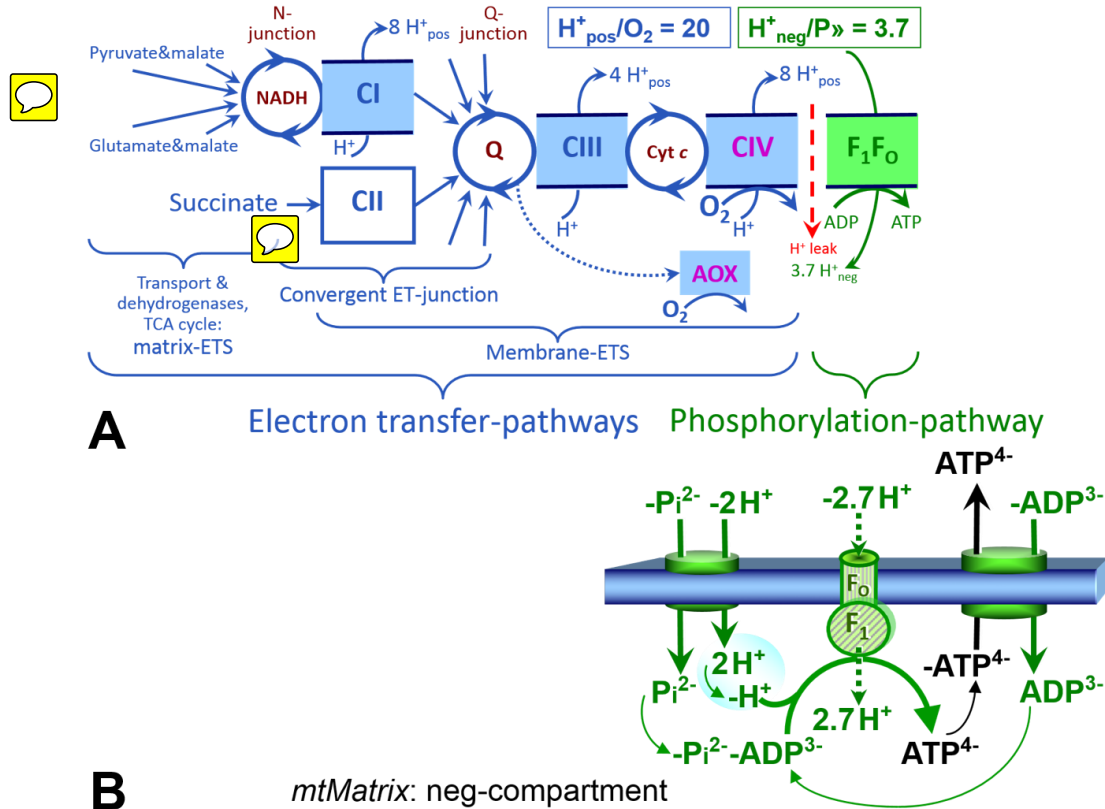 N-
junction
8 H⁺pos
Q-
junction
H⁺pos/O₂ = 20
H⁺neg/P» = 3.7
Pyruvate&malate
NADH
CI
4 H⁺pos
8 H⁺pos
Glutamate&malate
H⁺
Q
CIII
Cyt c
CIV
F₁FO
Succinate
CII
H⁺
O₂
H⁺
ADP
ATP
H⁺ leak
3.7 H⁺neg
AOX
O₂
Transport &
dehydrogenases,
TCA cycle:
matrix-ETS
Convergent ET-junction
Membrane-ETS
A
Electron transfer-pathways
Phosphorylation-pathway
ATP⁴⁻
-Pi²⁻
-2H⁺
-2.7H⁺
-ADP³⁻
FO
F₁
2H⁺
-H⁺
Pi²⁻
2.7H⁺
-ATP⁴⁻
ADP³⁻
-Pi²⁻-ADP³⁻
ATP⁴⁻
B
mtMatrix: neg-compartment